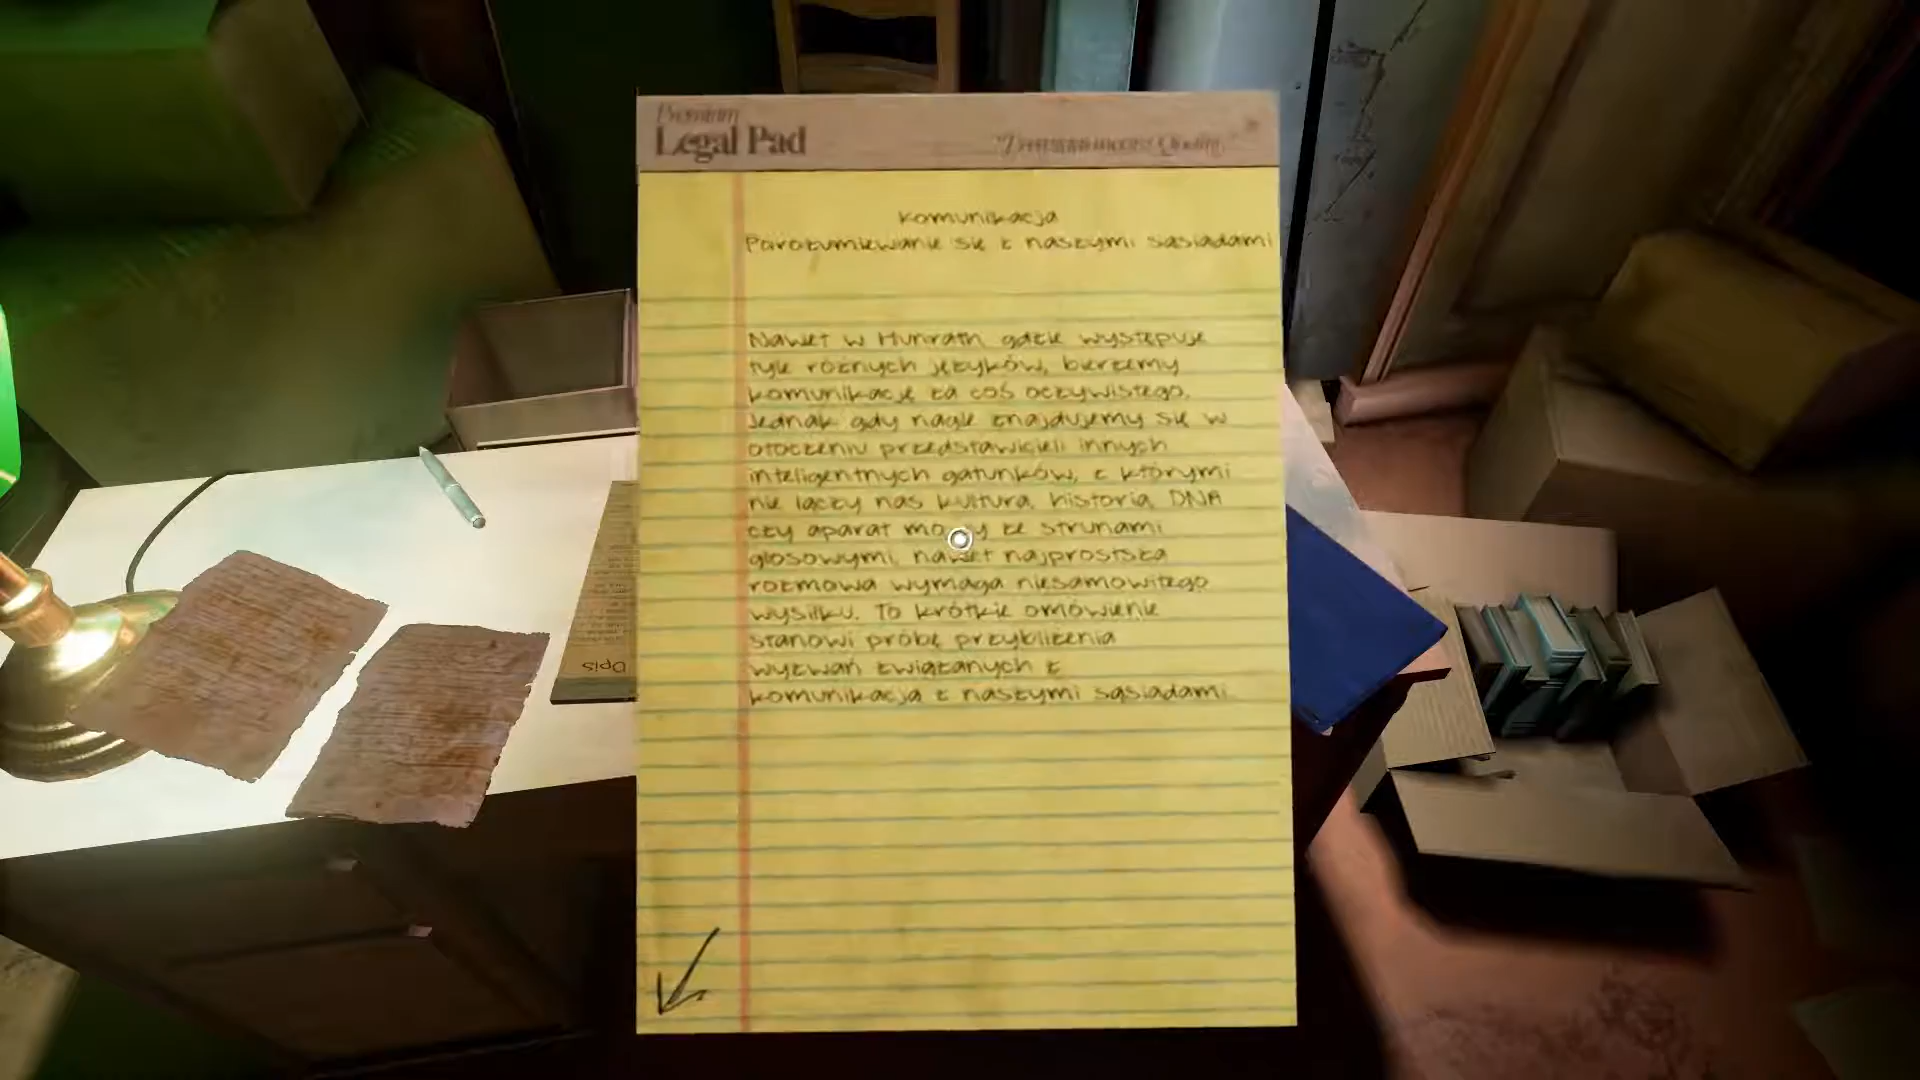 Premium
Legal Pad
Komunikacja
Porozumiewanie się z naszymi sąsiadami
Nawet w Hunrath, gdzie występuje
tyle różnych języków, bierzemy
komunikację za coś oczywistego.
Jednak gdy nagle znajdujemy się w
otoczeniu przedstawicieli innych
inteligentnych gatunków, z którymi
nie łączy nas kultura, historia, DNA
czy aparat mowy ze strunami
głosowymi, nawet najprostsza
rozmowa wymaga niesamowitego
wysiłku. To krótkie omówienie
stanowi próbę przybliżenia
wyzwań związanych z
komunikacją z naszymi sąsiadami.
Opis